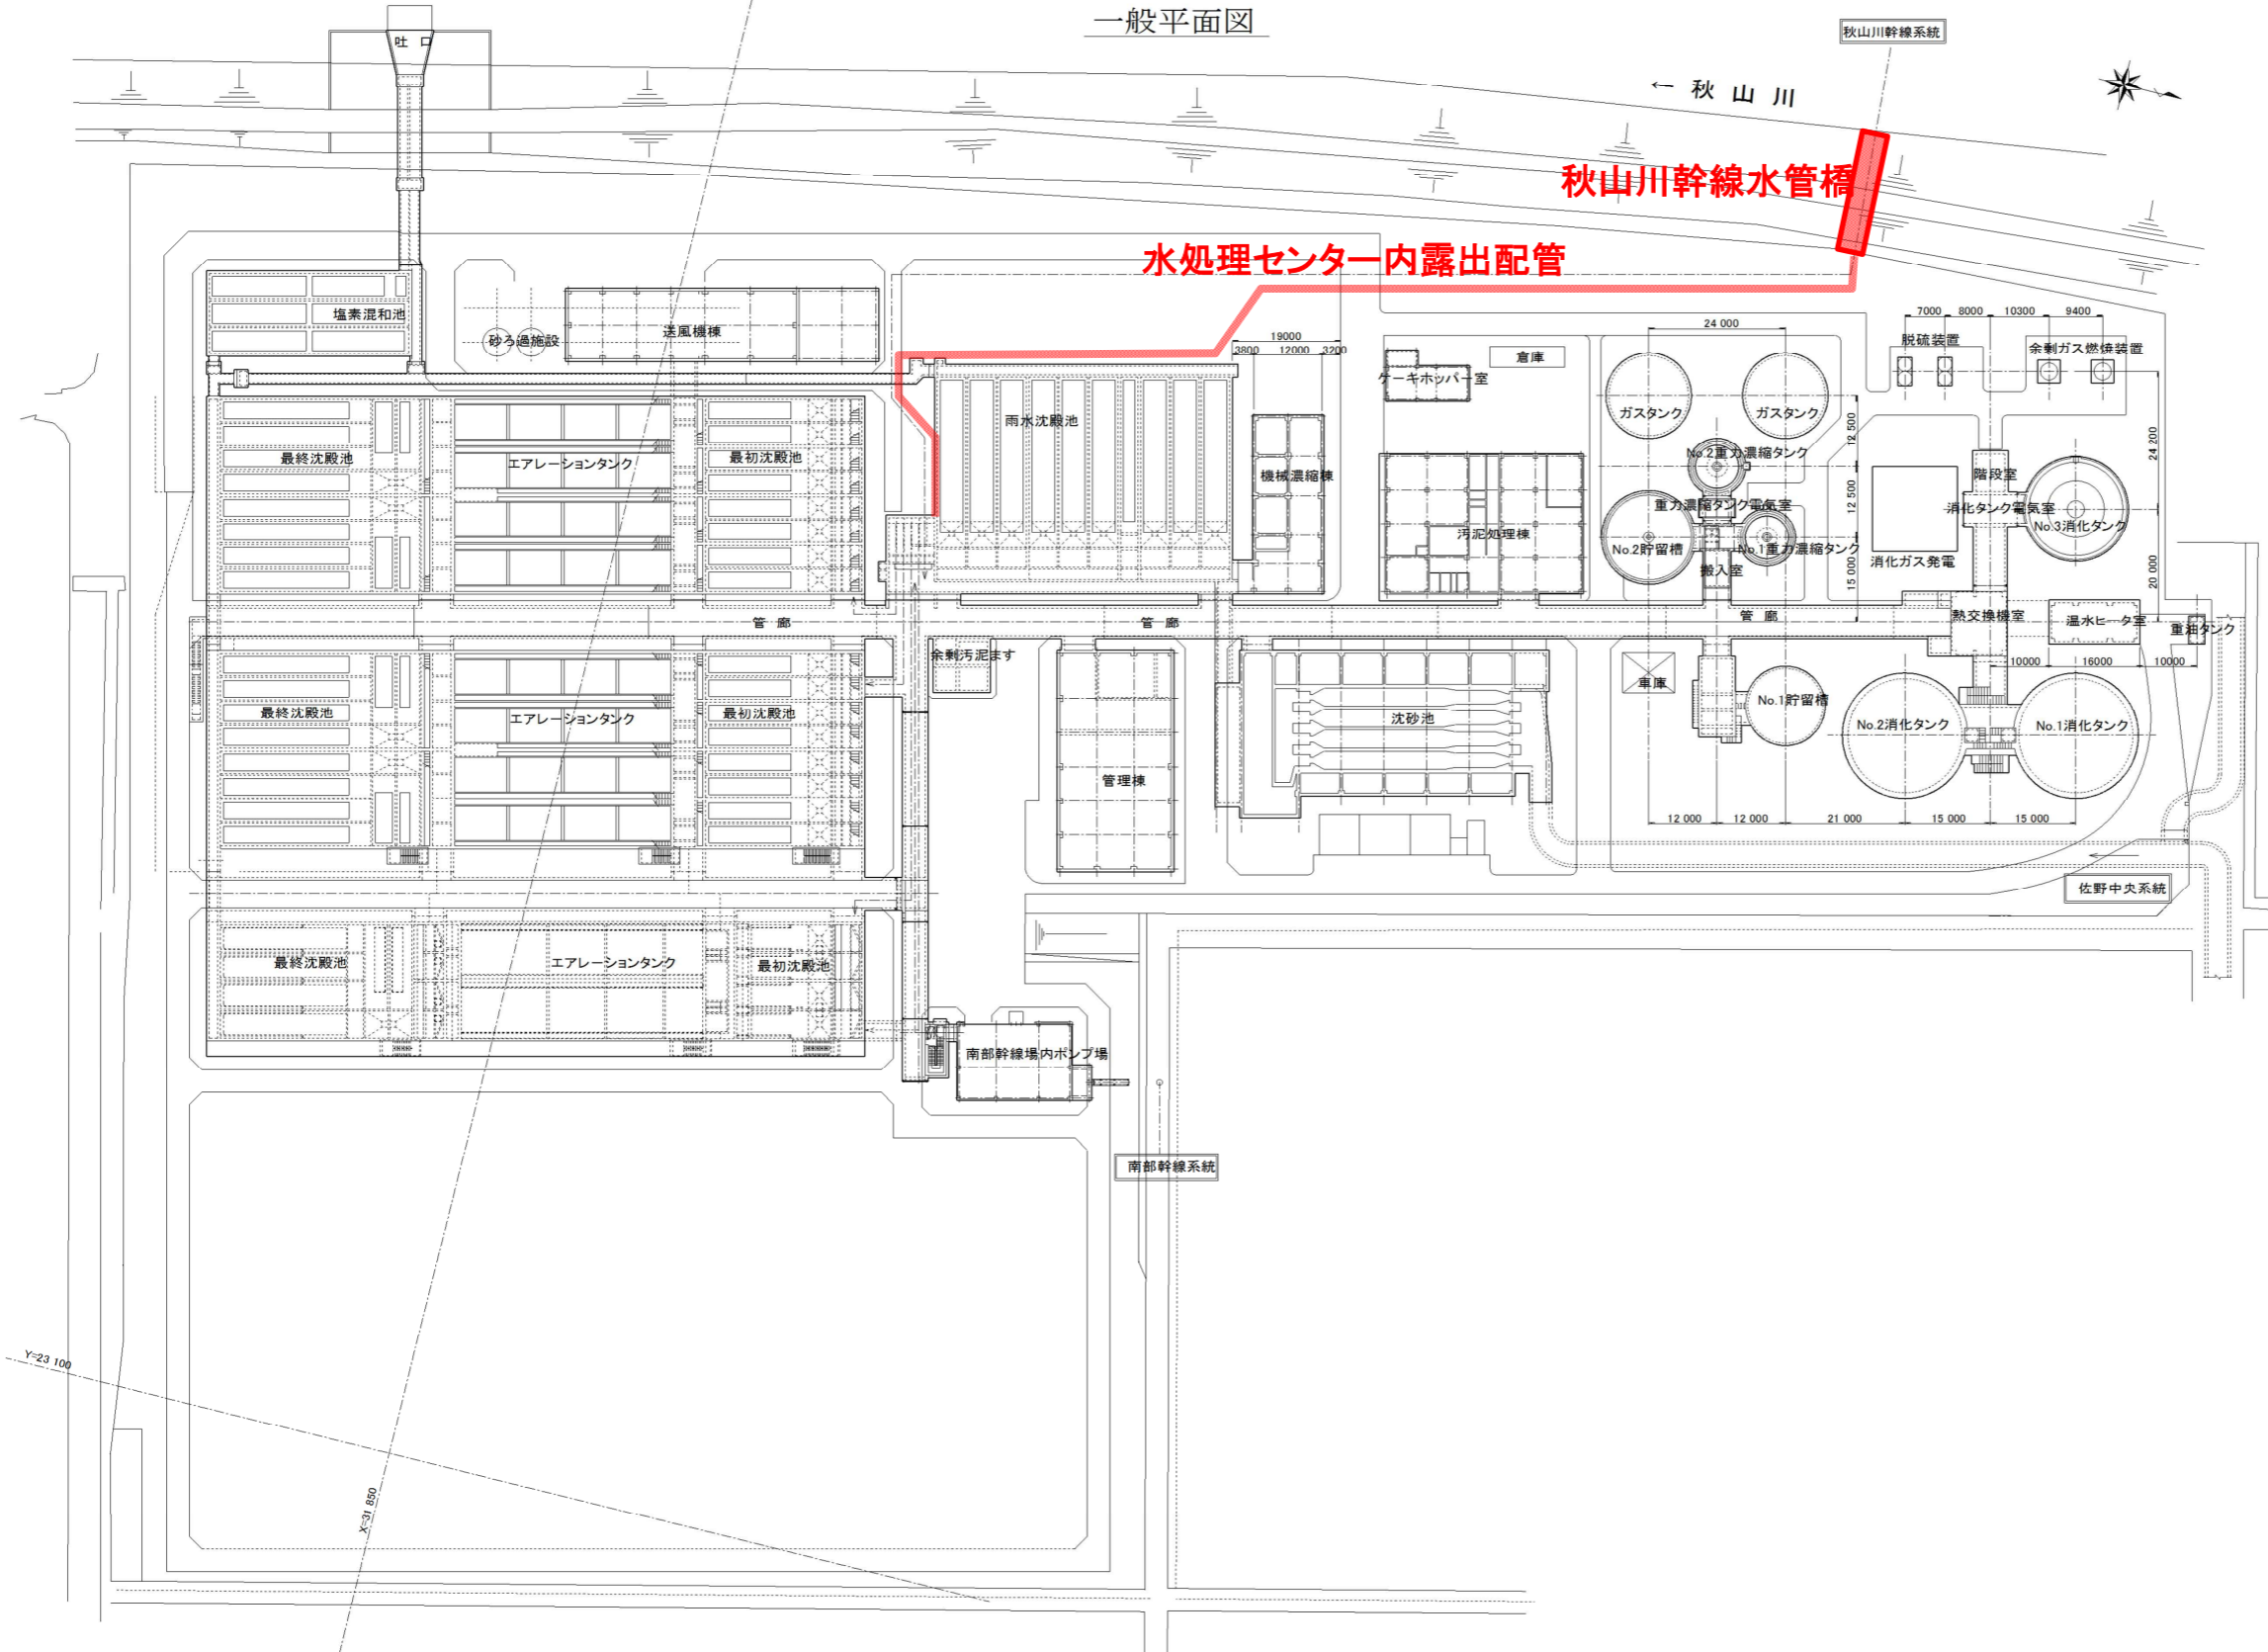 一般平面図
吐 口
秋山川幹線系統
← 秋 山 川
秋山川幹線水管橋
水処理センター内露出配管
塩素混和池
砂ろ過施設
送風機棟
19000
3800 12000 3200
ケーキホッパー室
倉庫
24 000
7000 8000 10300 9400
脱硫装置
余剰ガス燃焼装置
ガスタンク
ガスタンク
雨水沈殿池
最終沈殿池
エアレーションタンク
最初沈殿池
機械濃縮棟
汚泥処理棟
No.2重力濃縮タンク
重力濃縮タンク電気室
No.2貯留槽
No.1重力濃縮タンク
搬入室
12 500
12 500
15 000
階段室
消化タンク電気室
No.3消化タンク
消化ガス発電
24 200
20 000
管 廊
管 廊
管 廊
熱交換機室
温水ヒータ室
重油タンク
10000 16000 10000
余剰汚泥ます
最終沈殿池
エアレーションタンク
最初沈殿池
管理棟
沈砂池
車庫
No.1貯留槽
No.2消化タンク
No.1消化タンク
12 000 12 000 21 000 15 000 15 000
佐野中央系統
最終沈殿池
エアレーションタンク
最初沈殿池
南部幹線場内ポンプ場
南部幹線系統
Y=23 100
X=31 850